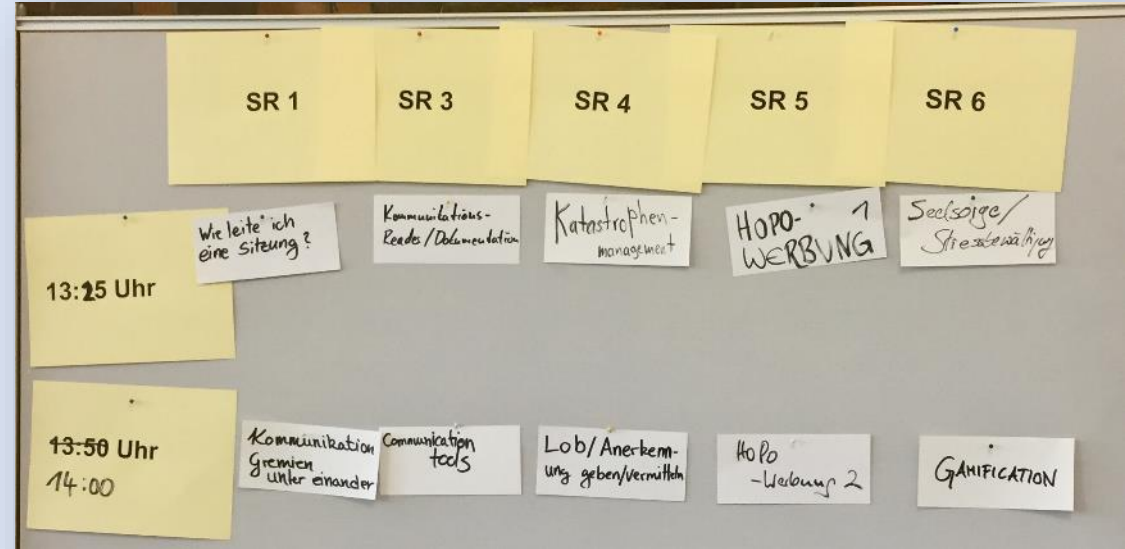 SR 1
SR 3
SR 4
SR 5
SR 6
13:25 Uhr
Wie leite ich
eine Sitzung?
Kommunikations-
Reader/Dokumentation
Katastrophen-
management
HOPO- 1
WERBUNG
Seelsorge/
Stressbewältigung
13:50 Uhr
14:00
Kommunikation
Gremien
unter einander
Communication
tools
Lob/Anerkenn-
ung geben/vermitteln
HoPo
-Werbung 2
GAMIFICATION